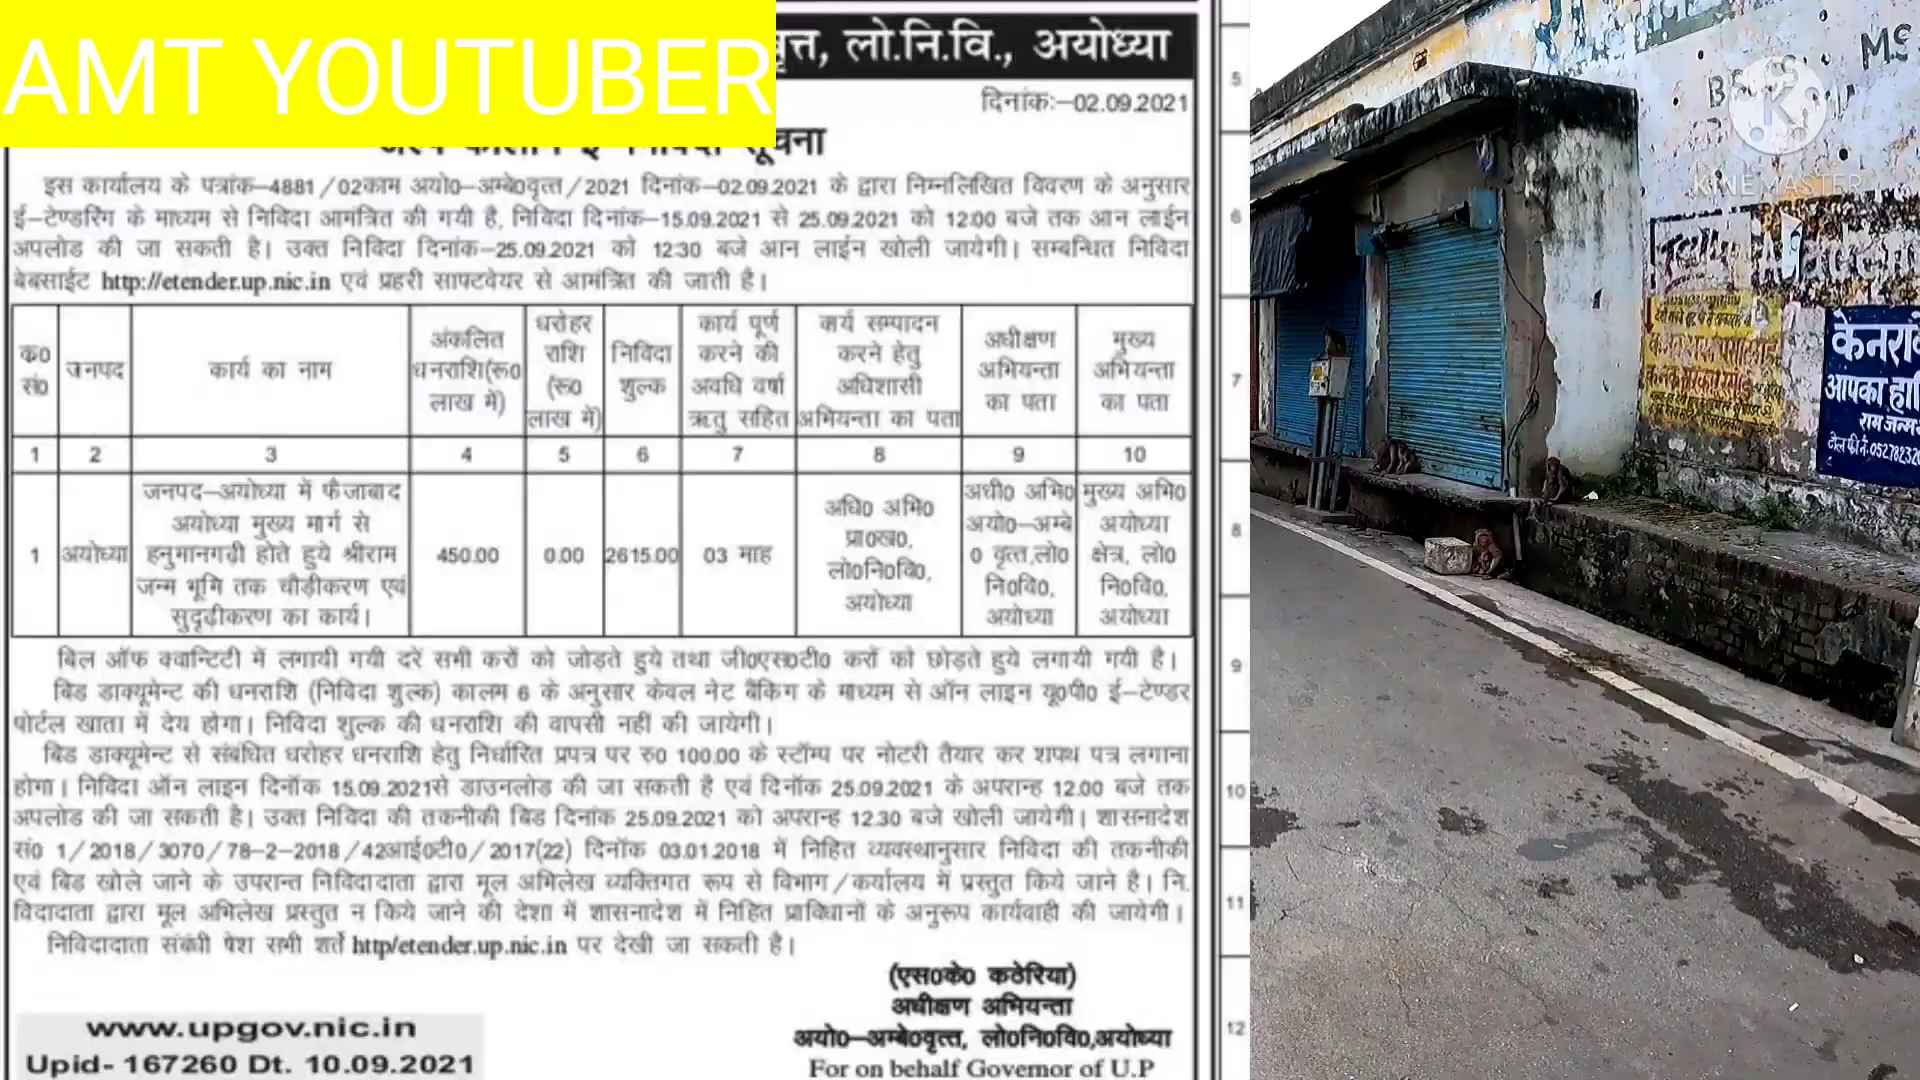 AMT YOUTUBER
वृत्त, लो.नि.वि., अयोध्या
दिनांक:–02.09.2021
सूचना
इस कार्यालय के पत्रांक–4881/02काम अयो0–अम्बे0वृत्त/2021 दिनांक–02.09.2021 के द्वारा निम्नलिखित विवरण के अनुसार
ई–टेण्डरिंग के माध्यम से निविदा आमंत्रित की गयी है, निविदा दिनांक–15.09.2021 से 25.09.2021 को 12:00 बजे तक आन लाईन
अपलोड की जा सकती है। उक्त निविदा दिनांक–25.09.2021 को 12:30 बजे आन लाईन खोली जायेगी। सम्बन्धित निविदा
बेबसाईट http://etender.up.nic.in एवं प्रहरी साफ्टवेयर से आमंत्रित की जाती है।
क0 सं0
जनपद
कार्य का नाम
अंकलित धनराशि(रू0 लाख में)
धरोहर राशि (रू0 लाख में)
निविदा शुल्क
कार्य पूर्ण करने की अवधि वर्षा ऋतु सहित
कार्य सम्पादन करने हेतु अधिशासी अभियन्ता का पता
अधीक्षण अभियन्ता का पता
मुख्य अभियन्ता का पता
1 2 3 4 5 6 7 8 9 10
1
अयोध्या
जनपद–अयोध्या में फैजाबाद
अयोध्या मुख्य मार्ग से
हनुमानगढ़ी होते हुये श्रीराम
जन्म भूमि तक चौड़ीकरण एवं
सुदृढ़ीकरण का कार्य।
450.00
0.00
2615.00
03 माह
अधि0 अभि0
प्रा0ख0,
लो0नि0वि0,
अयोध्या
अधी0 अभि0
अयो0–अम्बे
0 वृत्त,लो0
नि0वि0,
अयोध्या
मुख्य अभि0
अयोध्या
क्षेत्र, लो0
नि0वि0,
अयोध्या
बिल ऑफ क्वान्टिटी में लगायी गयी दरें सभी करों को जोड़ते हुये तथा जी0एस0टी0 करों को छोड़ते हुये लगायी गयी है।
बिड डाक्यूमेन्ट की धनराशि (निविदा शुल्क) कालम 6 के अनुसार केवल नेट बैंकिग के माध्यम से ऑन लाइन यू0पी0 ई–टेण्डर
पोर्टल खाता में देय होगा। निविदा शुल्क की धनराशि की वापसी नहीं की जायेगी।
बिड डाक्यूमेन्ट से संबंधित धरोहर धनराशि हेतु निर्धारित प्रपत्र पर रु0 100.00 के स्टॉम्प पर नोटरी तैयार कर शपथ पत्र लगाना
होगा। निविदा ऑन लाइन दिनॉक 15.09.2021से डाउनलोड की जा सकती है एवं दिनॉक 25.09.2021 के अपरान्ह 12.00 बजे तक
अपलोड की जा सकती है। उक्त निविदा की तकनीकी बिड दिनांक 25.09.2021 को अपरान्ह 12.30 बजे खोली जायेगी। शासनादेश
सं0 1/2018/3070/78–2–2018/42आई0टी0/2017(22) दिनॉक 03.01.2018 में निहित व्यवस्थानुसार निविदा की तकनीकी
एवं बिड खोले जाने के उपरान्त निविदादाता द्वारा मूल अभिलेख व्यक्तिगत रूप से विभाग/कर्यालय में प्रस्तुत किये जाने है। नि.
विदादाता द्वारा मूल अभिलेख प्रस्तुत न किये जाने की देशा में शासनादेश में निहित प्राविधानों के अनुरूप कार्यवाही की जायेगी।
निविदादाता संबंधी पेश सभी शर्ते http/etender.up.nic.in पर देखी जा सकती है।
(एस0के0 कठेरिया)
अधीक्षण अभियन्ता
अयो0–अम्बे0वृत्त, लो0नि0वि0,अयोध्या
For on behalf Governor of U.P
www.upgov.nic.in
Upid- 167260 Dt. 10.09.2021
5
6
7
8
9
10
11
12
MS
KINEMASTER
आपका